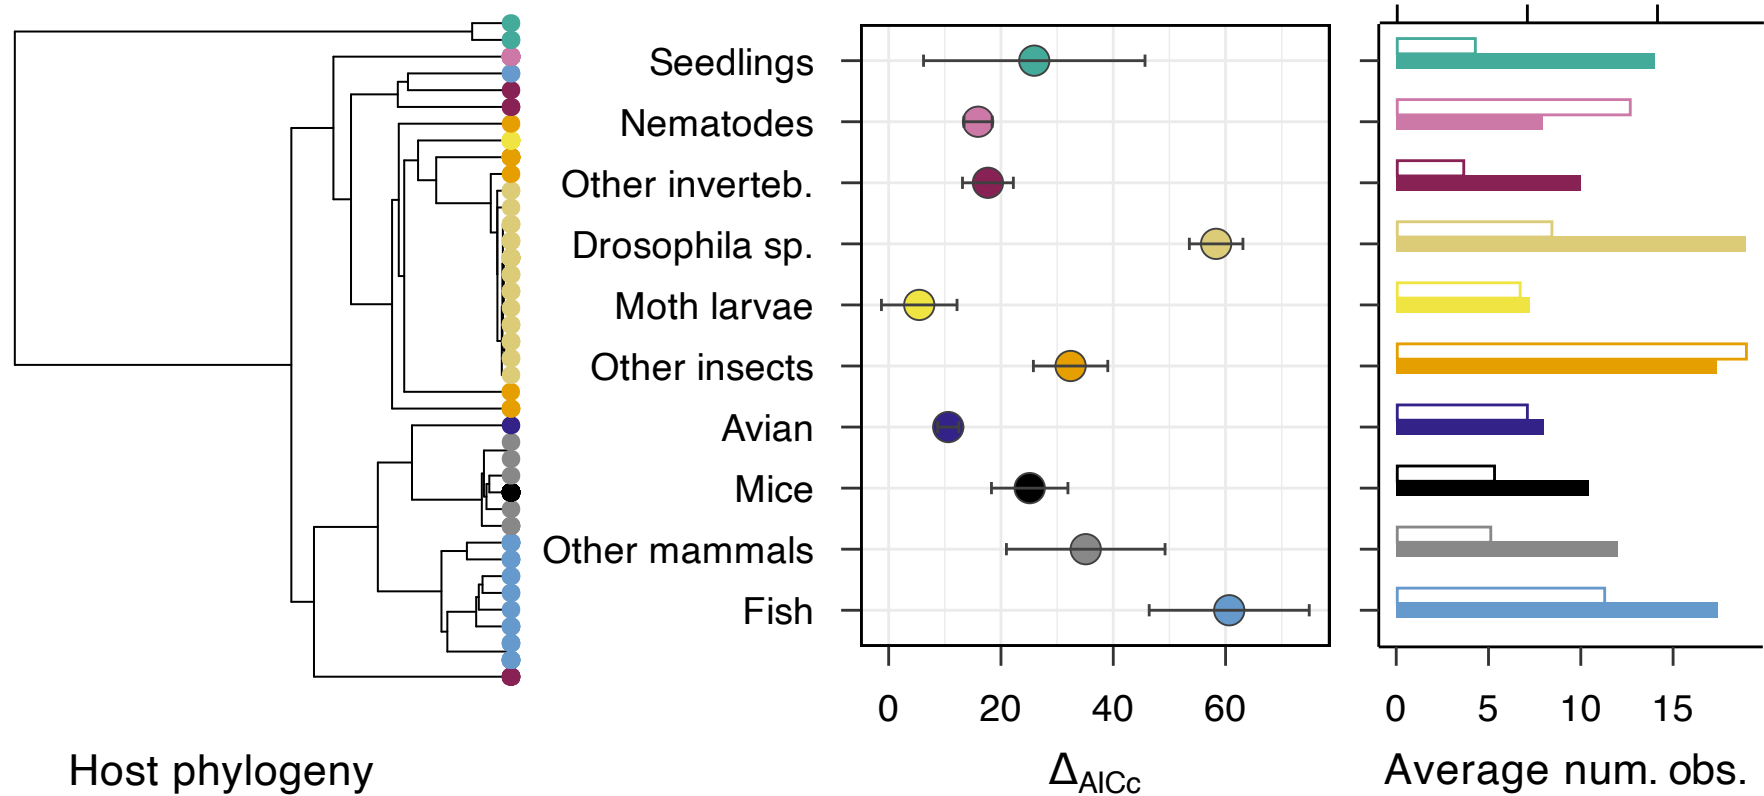 Seedlings
Nematodes
Other inverteb.
Drosophila sp.
Moth larvae
Other insects
Avian
Mice
Other mammals
Fish
0 20 40 60
0 5 10 15
Host phylogeny
ΔAICc
Average num. obs.